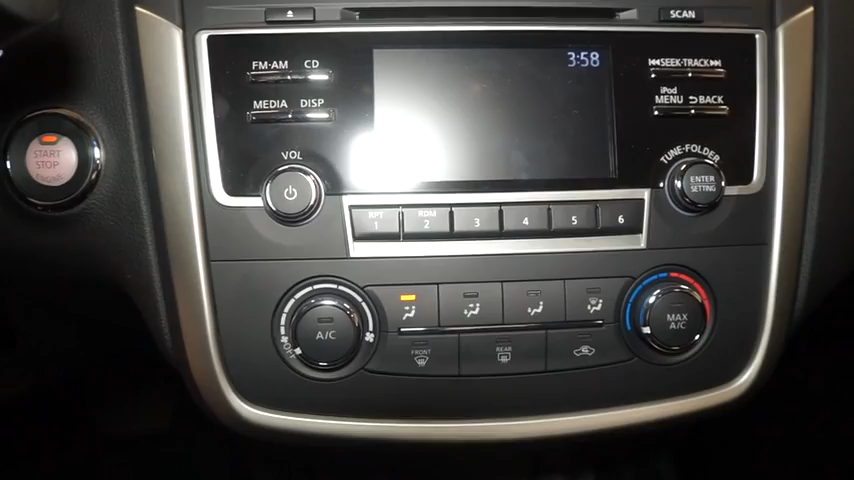 SCAN
FM·AM CD
3:58
SEEK·TRACK
MEDIA DISP
iPod
MENU BACK
START
STOP
ENGINE
VOL
TUNE·FOLDER
ENTER
SETTING
RPT
1
RDM
2
3
4
5
6
A/C
MAX
A/C
FRONT
REAR